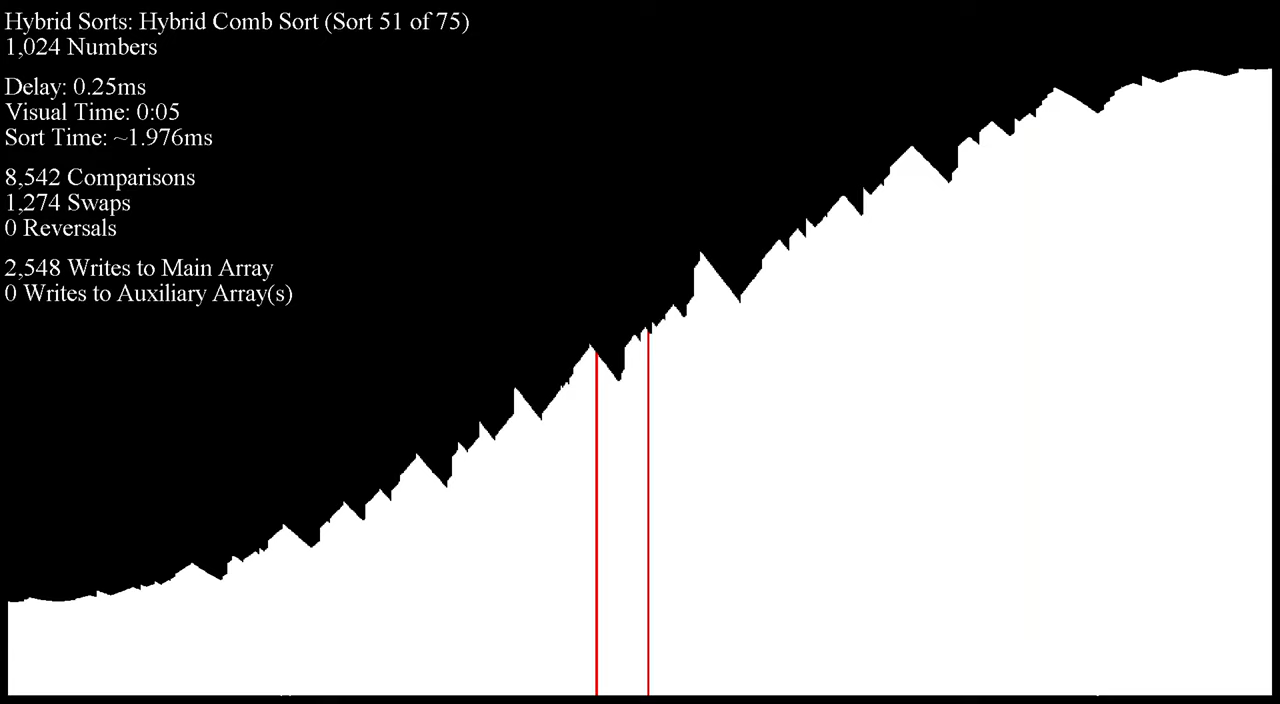 Hybrid Sorts: Hybrid Comb Sort (Sort 51 of 75)
1,024 Numbers
Delay: 0.25ms
Visual Time: 0:05
Sort Time: ~1.976ms
8,542 Comparisons
1,274 Swaps
0 Reversals
2,548 Writes to Main Array
0 Writes to Auxiliary Array(s)